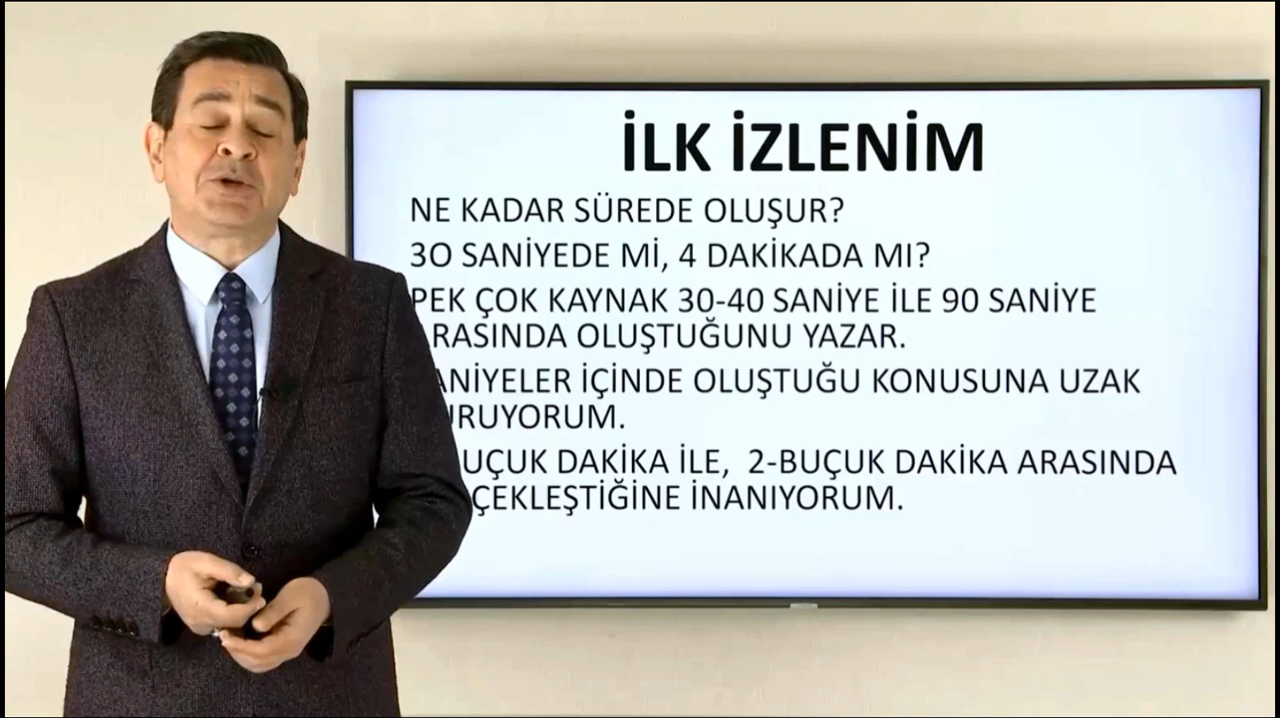 İLK İZLENİM
NE KADAR SÜREDE OLUŞUR?
3O SANİYEDE Mİ, 4 DAKİKADA MI?
PEK ÇOK KAYNAK 30-40 SANİYE İLE 90 SANİYE
RASINDA OLUŞTUĞUNU YAZAR.
ANİYELER İÇİNDE OLUŞTUĞU KONUSUNA UZAK
URUYORUM.
UÇUK DAKİKA İLE, 2-BUÇUK DAKİKA ARASINDA
ÇEKLEŞTİĞİNE İNANIYORUM.